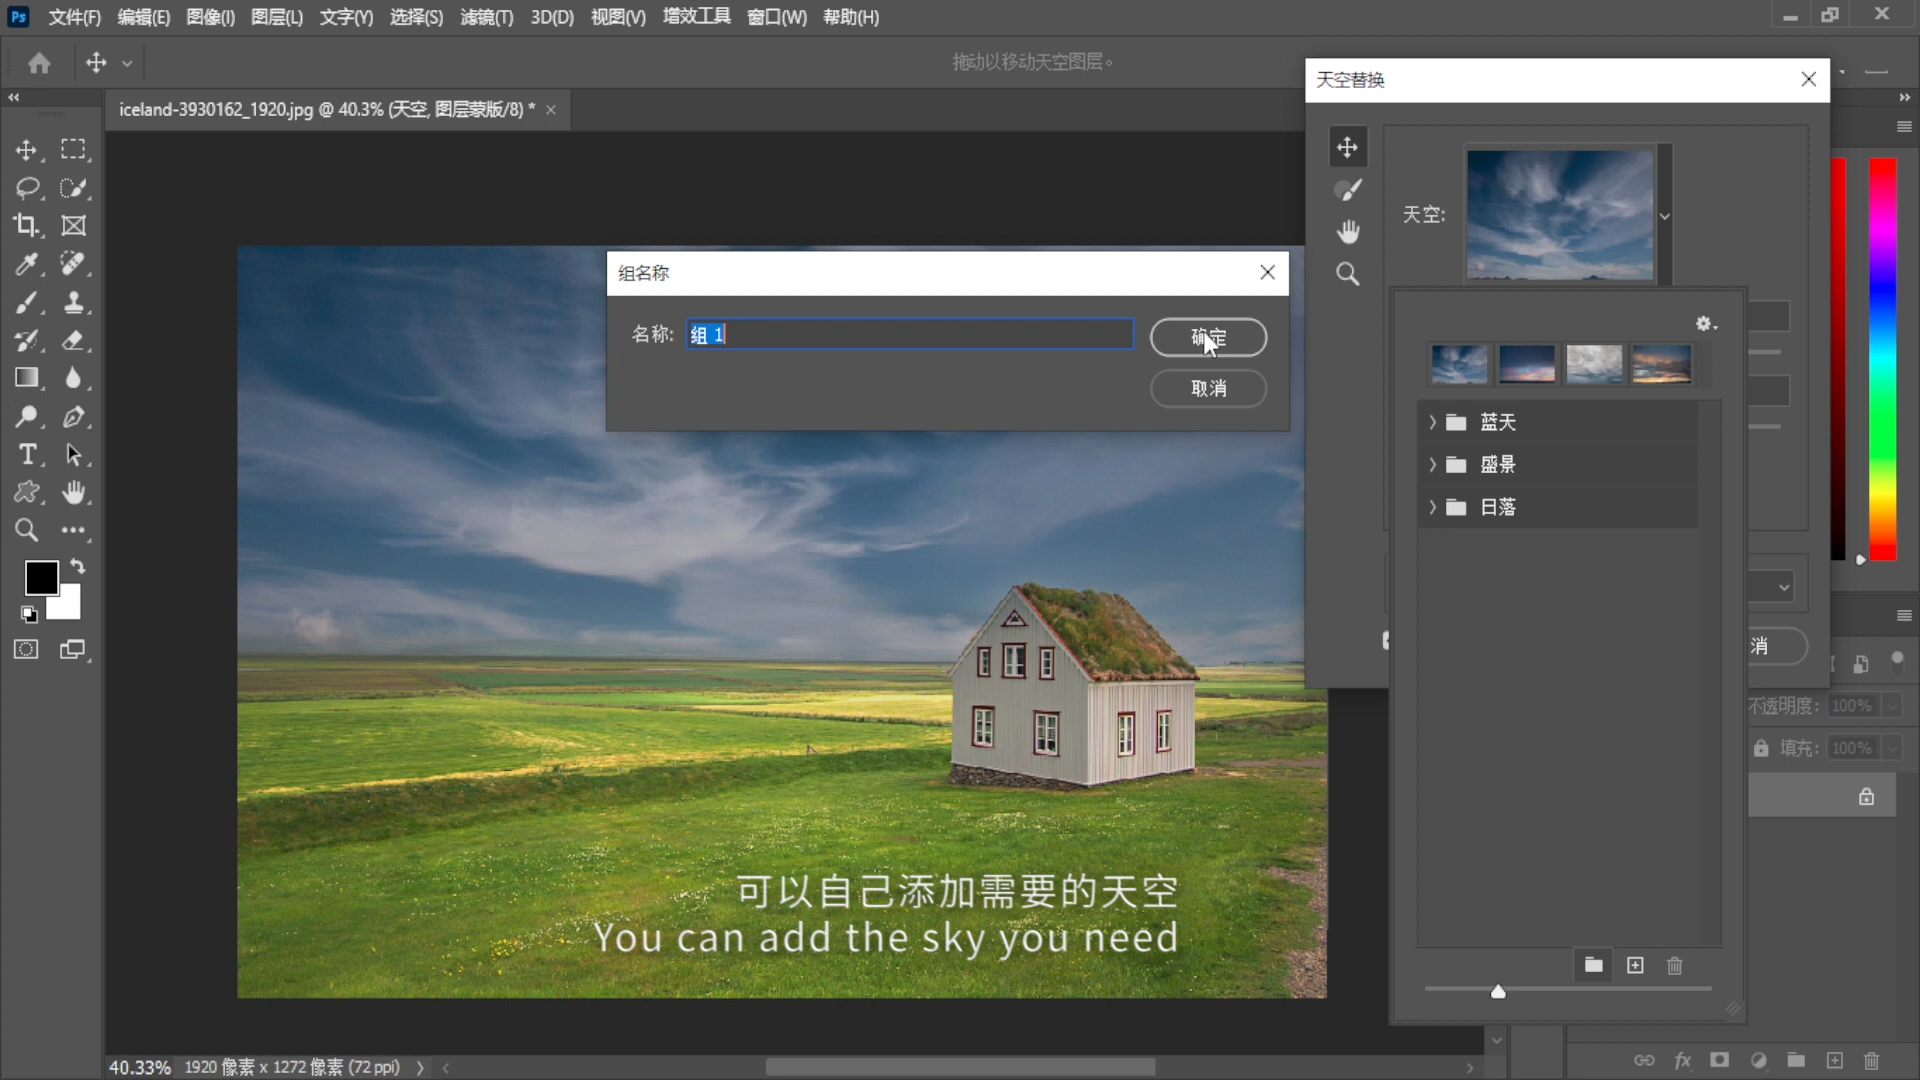 Ps 文件(F) 编辑(E) 图像(I) 图层(L) 文字(Y) 选择(S) 滤镜(T) 3D(D) 视图(V) 增效工具 窗口(W) 帮助(H)
拖动以移动天空图层。
天空替换
iceland-3930162_1920.jpg @ 40.3% (天空, 图层蒙版/8) *
天空:
组名称
名称: 组 1 确定
取消
蓝天
盛景
日落
消
不透明度: 100%
填充: 100%
可以自己添加需要的天空
You can add the sky you need
40.33% 1920 像素 x 1272 像素 (72 ppi)
fx